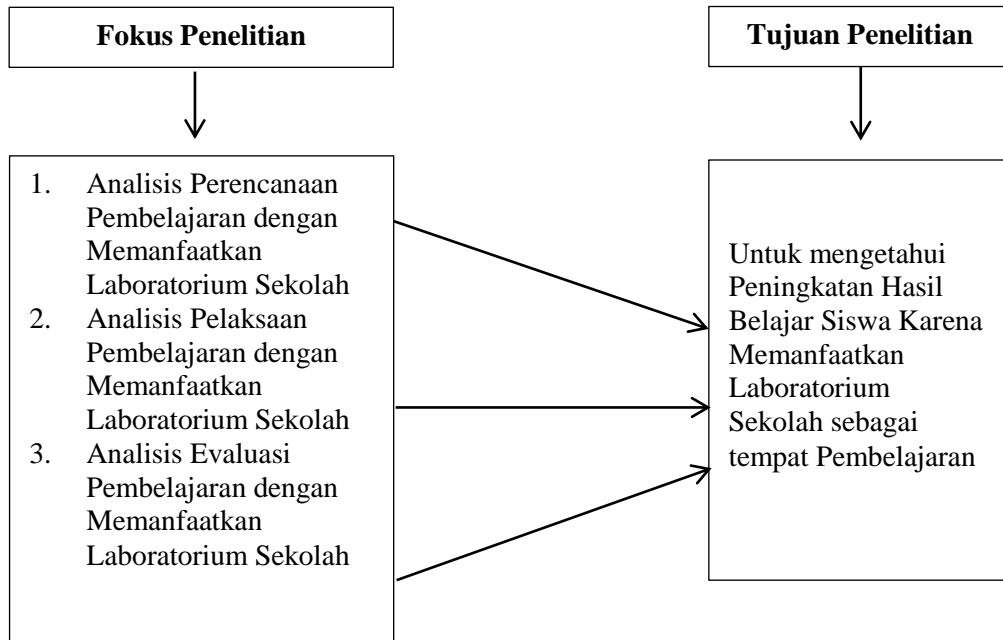 Fokus Penelitian
Tujuan Penelitian
1. Analisis Perencanaan
Pembelajaran dengan
Memanfaatkan
Laboratorium Sekolah
2. Analisis Pelaksaan
Pembelajaran dengan
Memanfaatkan
Laboratorium Sekolah
3. Analisis Evaluasi
Pembelajaran dengan
Memanfaatkan
Laboratorium Sekolah
Untuk mengetahui
Peningkatan Hasil
Belajar Siswa Karena
Memanfaatkan
Laboratorium
Sekolah sebagai
tempat Pembelajaran